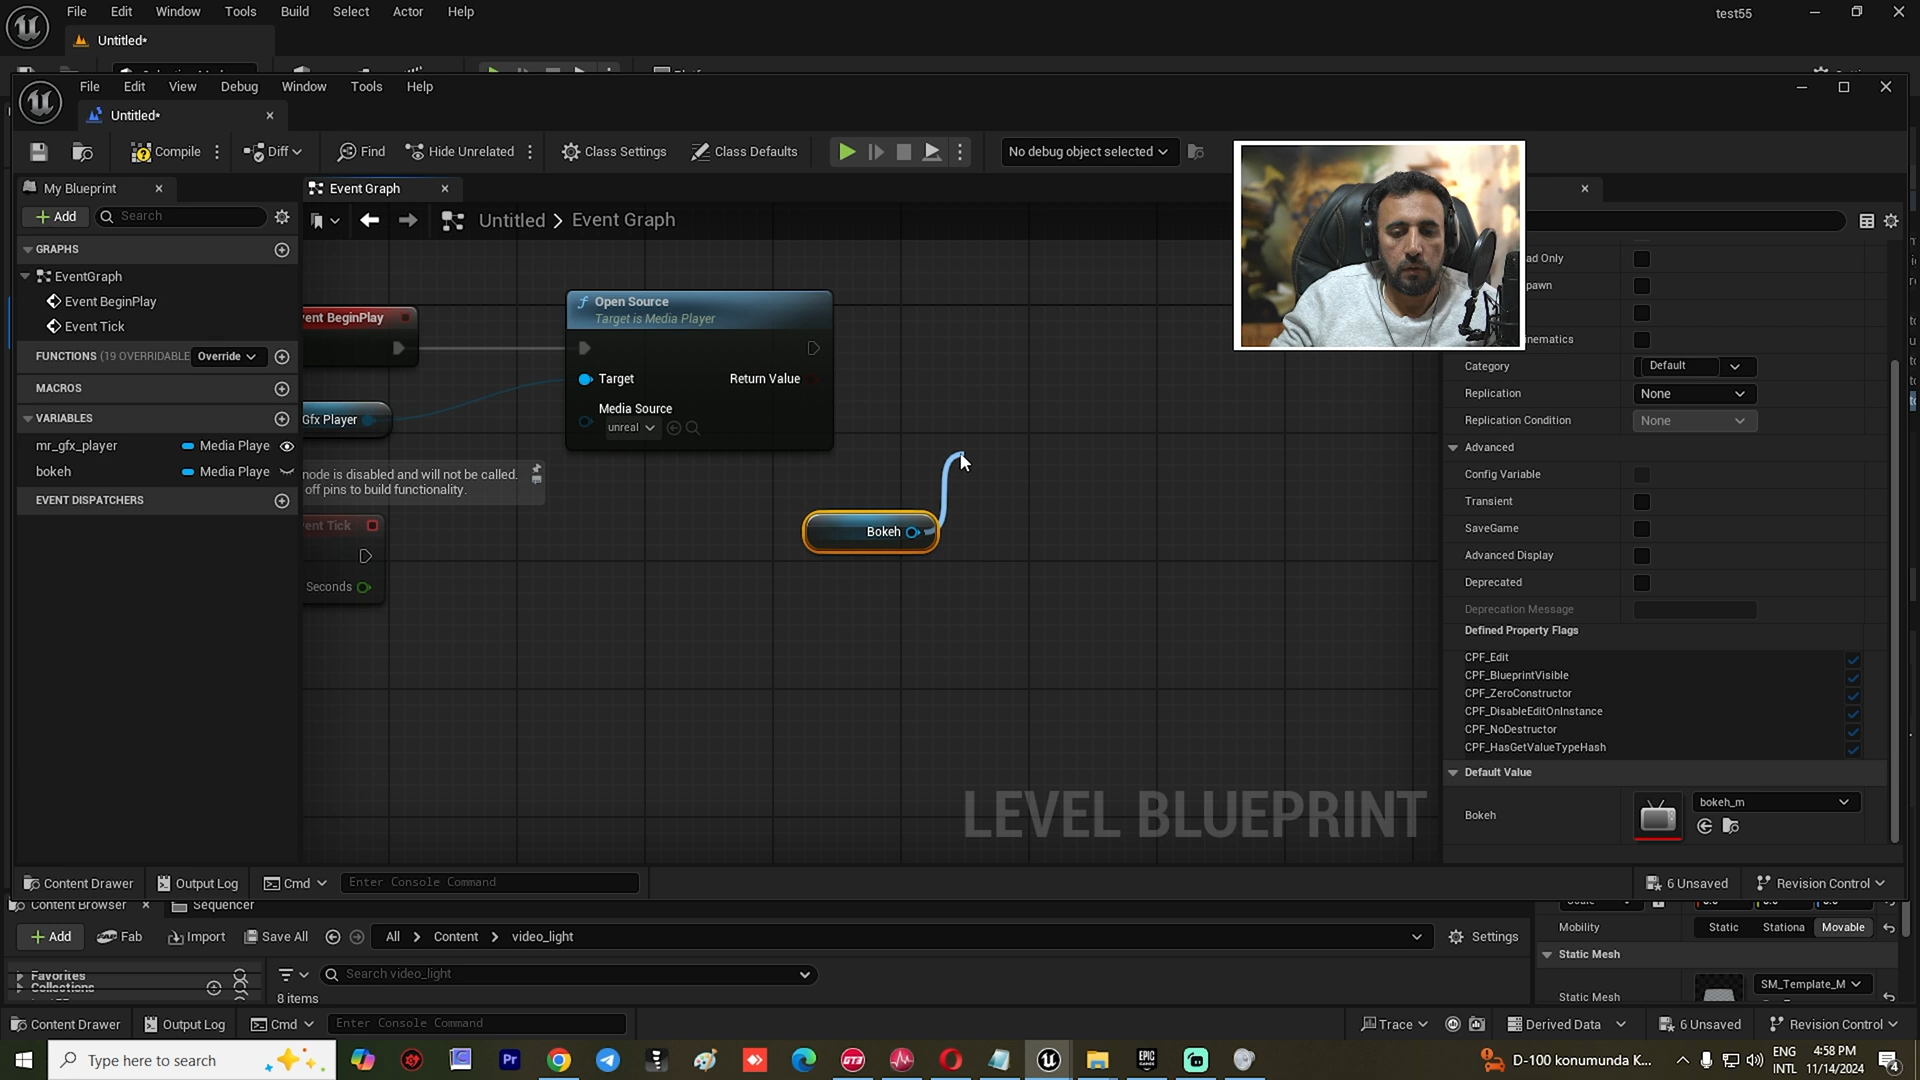 File Edit Window Tools Build Select Actor Help
test55
Untitled*
File Edit View Debug Window Tools Help
Untitled*
Compile Diff Find Hide Unrelated Class Settings Class Defaults No debug object selected
My Blueprint
Add Search
GRAPHS
EventGraph
Event BeginPlay
Event Tick
FUNCTIONS (19 OVERRIDABLE Override
MACROS
VARIABLES
mr_gfx_player Media Playe
bokeh Media Playe
EVENT DISPATCHERS
Event Graph
Untitled > Event Graph
ent BeginPlay
Open Source
Target is Media Player
Target Return Value
Media Source
unreal
Gfx Player
node is disabled and will not be called.
off pins to build functionality.
ent Tick
Seconds
Bokeh
LEVEL BLUEPRINT
ad Only
pawn
nematics
Category Default
Replication None
Replication Condition None
Advanced
Config Variable
Transient
SaveGame
Advanced Display
Deprecated
Deprecation Message
Defined Property Flags
CPF_Edit
CPF_BlueprintVisible
CPF_ZeroConstructor
CPF_DisableEditOnInstance
CPF_NoDestructor
CPF_HasGetValueTypeHash
Default Value
Bokeh bokeh_m
Content Drawer Output Log Cmd Enter Console Command 6 Unsaved Revision Control
Content Browser Sequencer
Add Fab Import Save All All > Content > video_light Settings
Favorites
Collections
Search video_light
8 items
Mobility Static Stationa Movable
Static Mesh
Static Mesh SM_Template_M
Content Drawer Output Log Cmd Enter Console Command Trace Derived Data 6 Unsaved Revision Control
Type here to search
D-100 konumunda K...
ENG
INTL
4:58 PM
11/14/2024
4